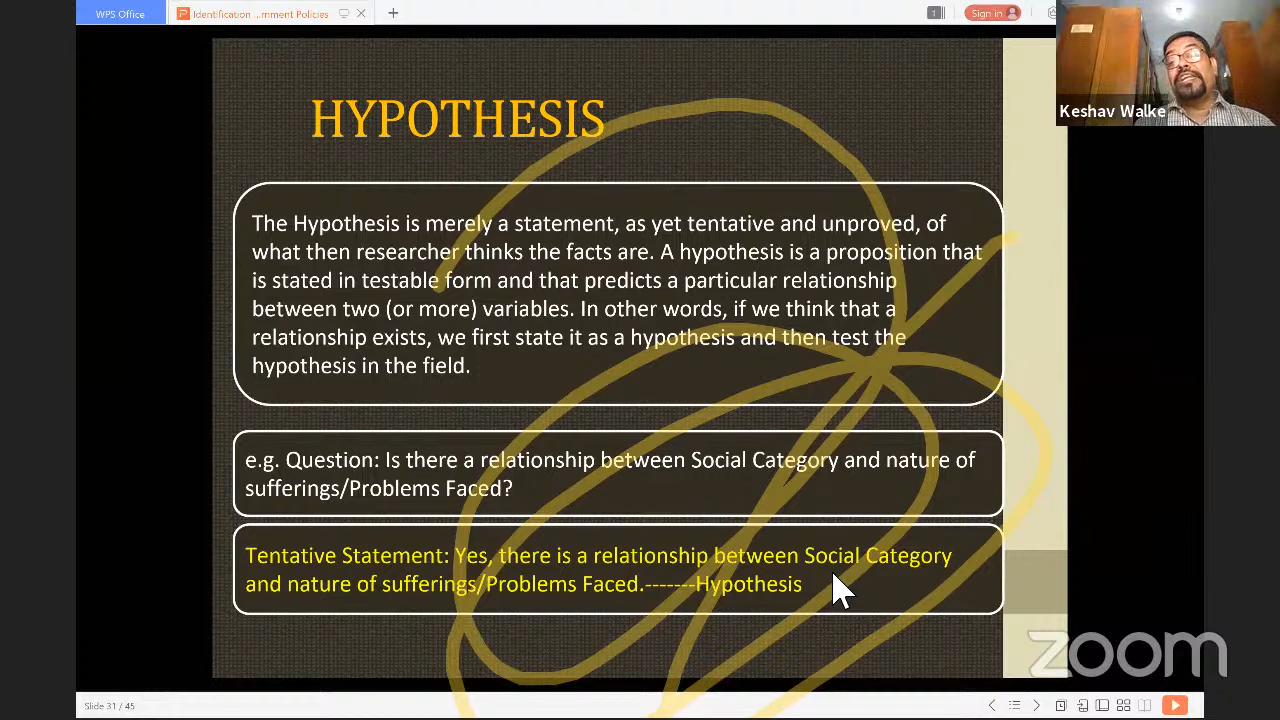 WPS Office
Identification ...mment Policies
1
Sign in
Keshav Walke
HYPOTHESIS
The Hypothesis is merely a statement, as yet tentative and unproved, of
what then researcher thinks the facts are. A hypothesis is a proposition that
is stated in testable form and that predicts a particular relationship
between two (or more) variables. In other words, if we think that a
relationship exists, we first state it as a hypothesis and then test the
hypothesis in the field.
e.g. Question: Is there a relationship between Social Category and nature of
sufferings/Problems Faced?
Tentative Statement: Yes, there is a relationship between Social Category
and nature of sufferings/Problems Faced.-------Hypothesis
zoom
Slide 31 / 45